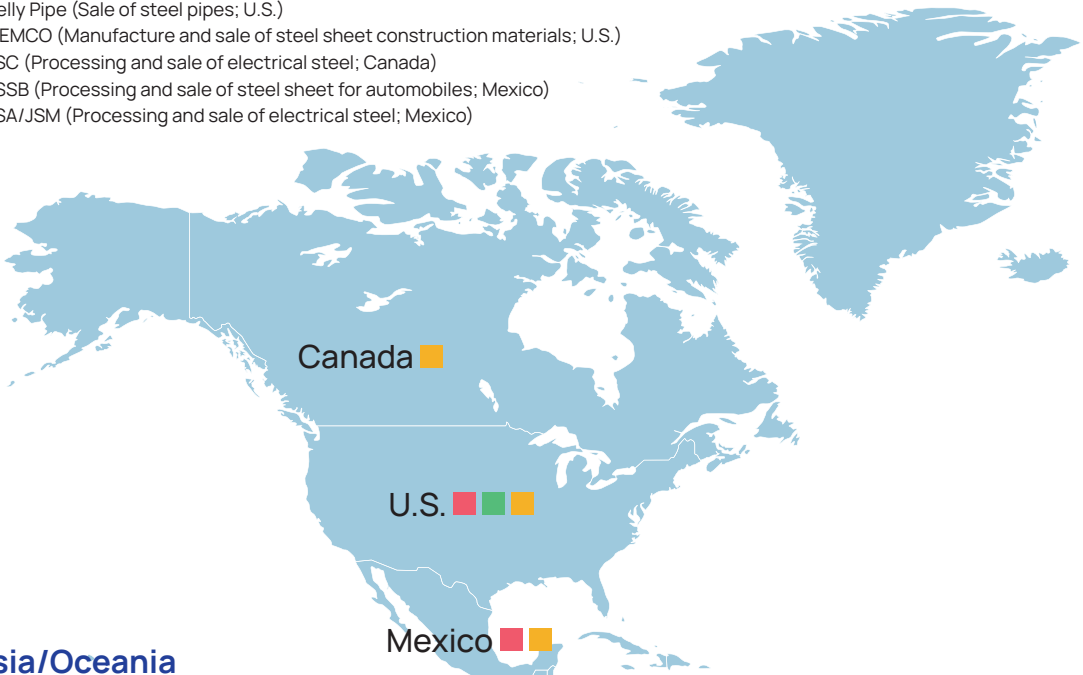 elly Pipe (Sale of steel pipes; U.S.)
EMCO (Manufacture and sale of steel sheet construction materials; U.S.)
SC (Processing and sale of electrical steel; Canada)
SSB (Processing and sale of steel sheet for automobiles; Mexico)
SA/JSM (Processing and sale of electrical steel; Mexico)
Canada
U.S.
Mexico
sia/Oceania